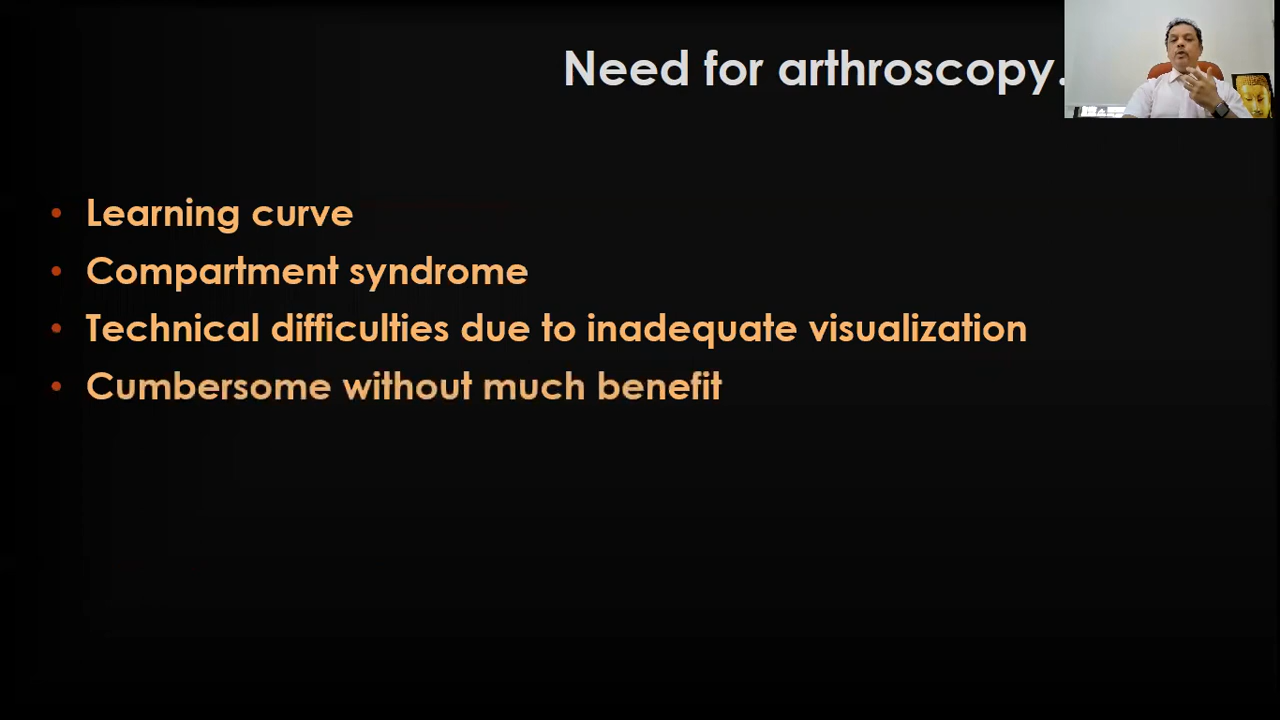 Need for arthroscopy.
• Learning curve
• Compartment syndrome
• Technical difficulties due to inadequate visualization
• Cumbersome without much benefit